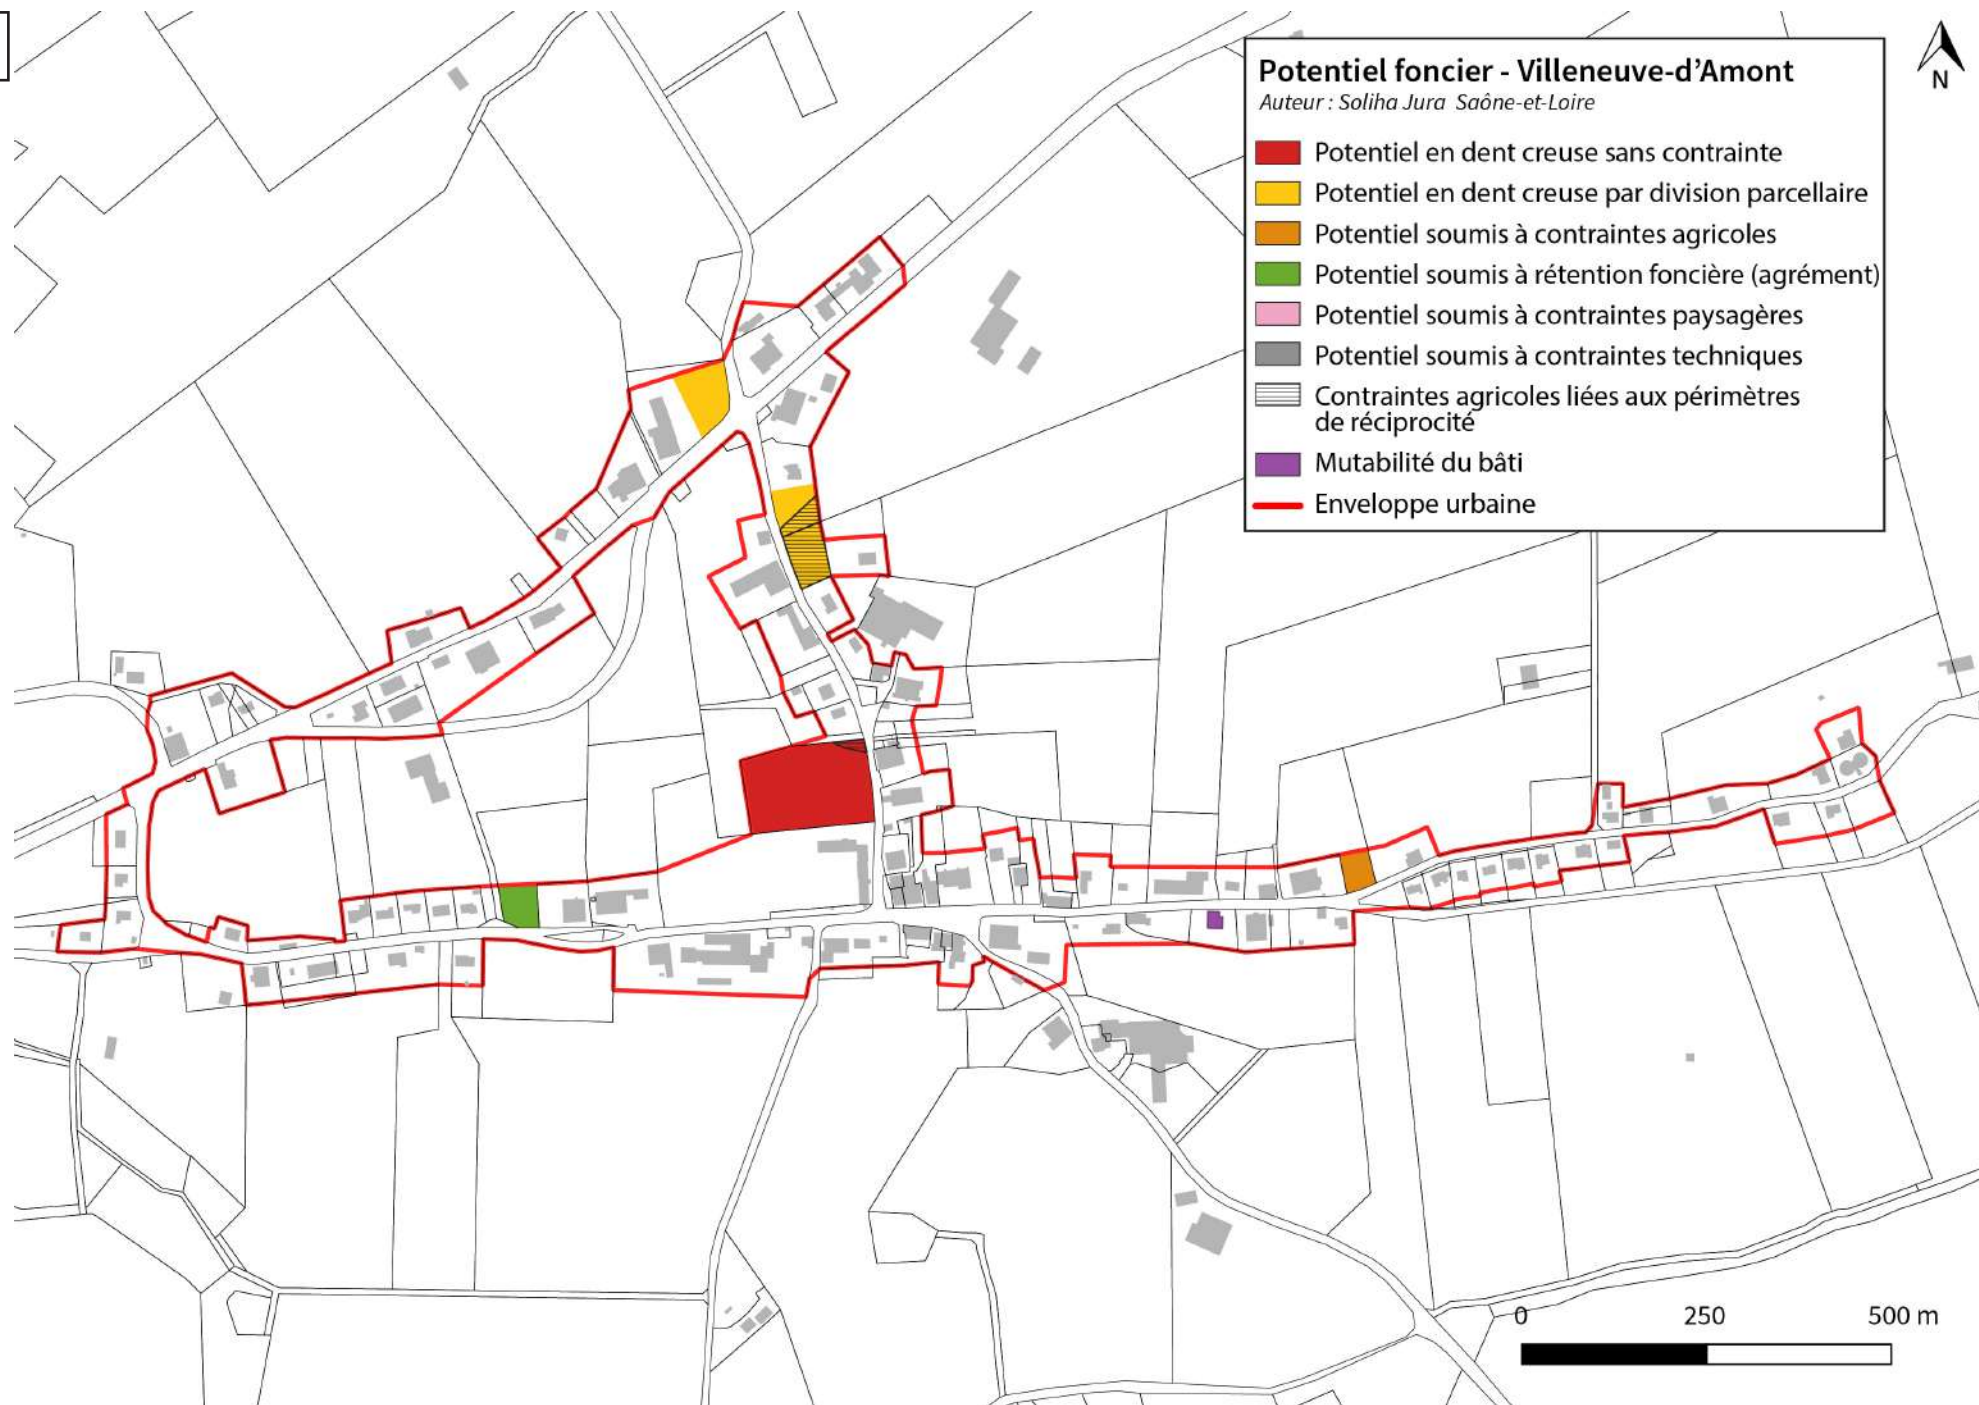 Potentiel foncier - Villeneuve-d'Amont
Auteur : Soliha Jura Saône-et-Loire
N
Potentiel en dent creuse sans contrainte
Potentiel en dent creuse par division parcellaire
Potentiel soumis à contraintes agricoles
Potentiel soumis à rétention foncière (agrément)
Potentiel soumis à contraintes paysagères
Potentiel soumis à contraintes techniques
Contraintes agricoles liées aux périmètres
de réciprocité
Mutabilité du bâti
Enveloppe urbaine
0 250 500 m